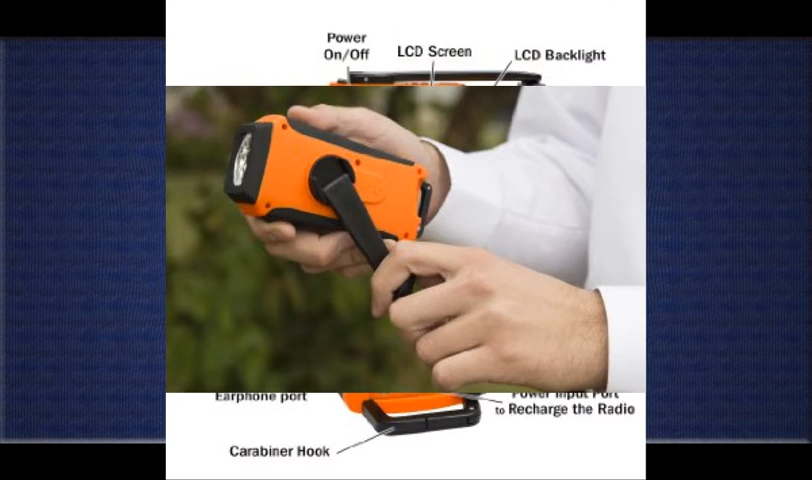 Power
On/Off
LCD Screen
LCD Backlight
Earphone port
Power Input Port
to Recharge the Radio
Carabiner Hook